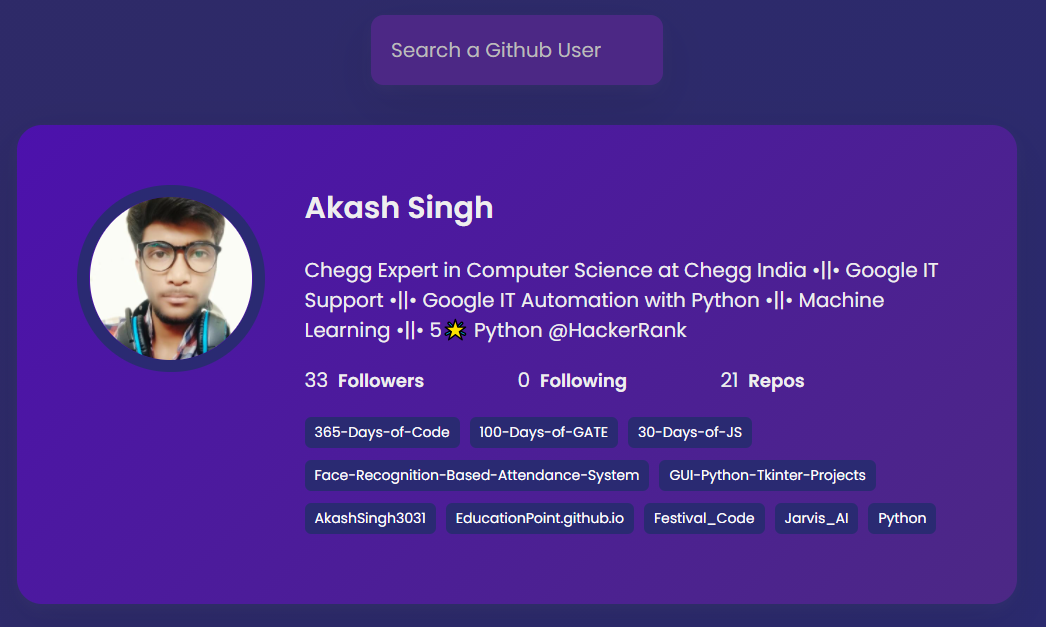 Search a Github User
Akash Singh
Chegg Expert in Computer Science at Chegg India •||• Google IT
Support •||• Google IT Automation with Python •||• Machine
Learning •||• 5🌟 Python @HackerRank
33 Followers 0 Following 21 Repos
365-Days-of-Code 100-Days-of-GATE 30-Days-of-JS
Face-Recognition-Based-Attendance-System GUI-Python-Tkinter-Projects
AkashSingh3031 EducationPoint.github.io Festival_Code Jarvis_AI Python